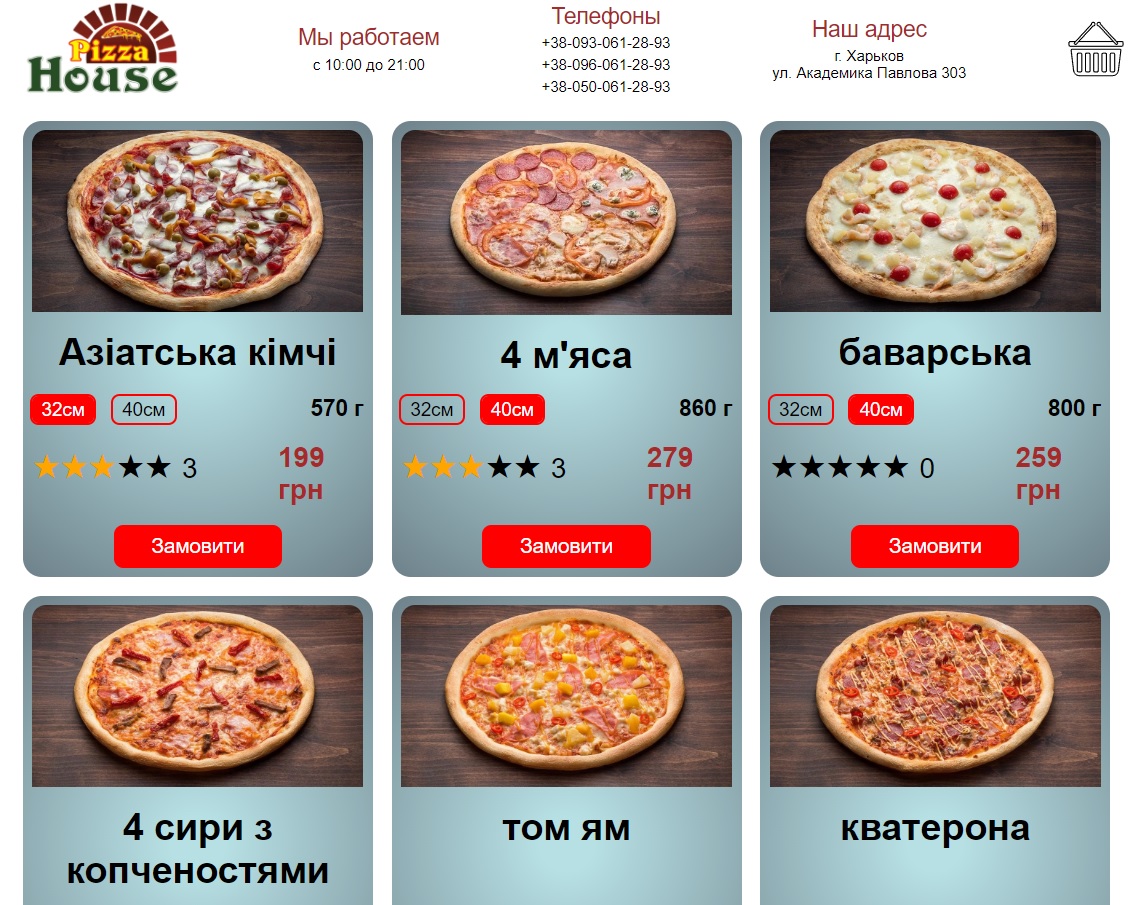 Pizza
House
Мы работаем
с 10:00 до 21:00
Телефоны
+38-093-061-28-93
+38-096-061-28-93
+38-050-061-28-93
Наш адрес
г. Харьков
ул. Академика Павлова 303
Азіатська кімчі
32см 40см 570 г
3 199
грн
Замовити
4 м'яса
32см 40см 860 г
3 279
грн
Замовити
баварська
32см 40см 800 г
0 259
грн
Замовити
4 сири з
копченостями
том ям
кватерона